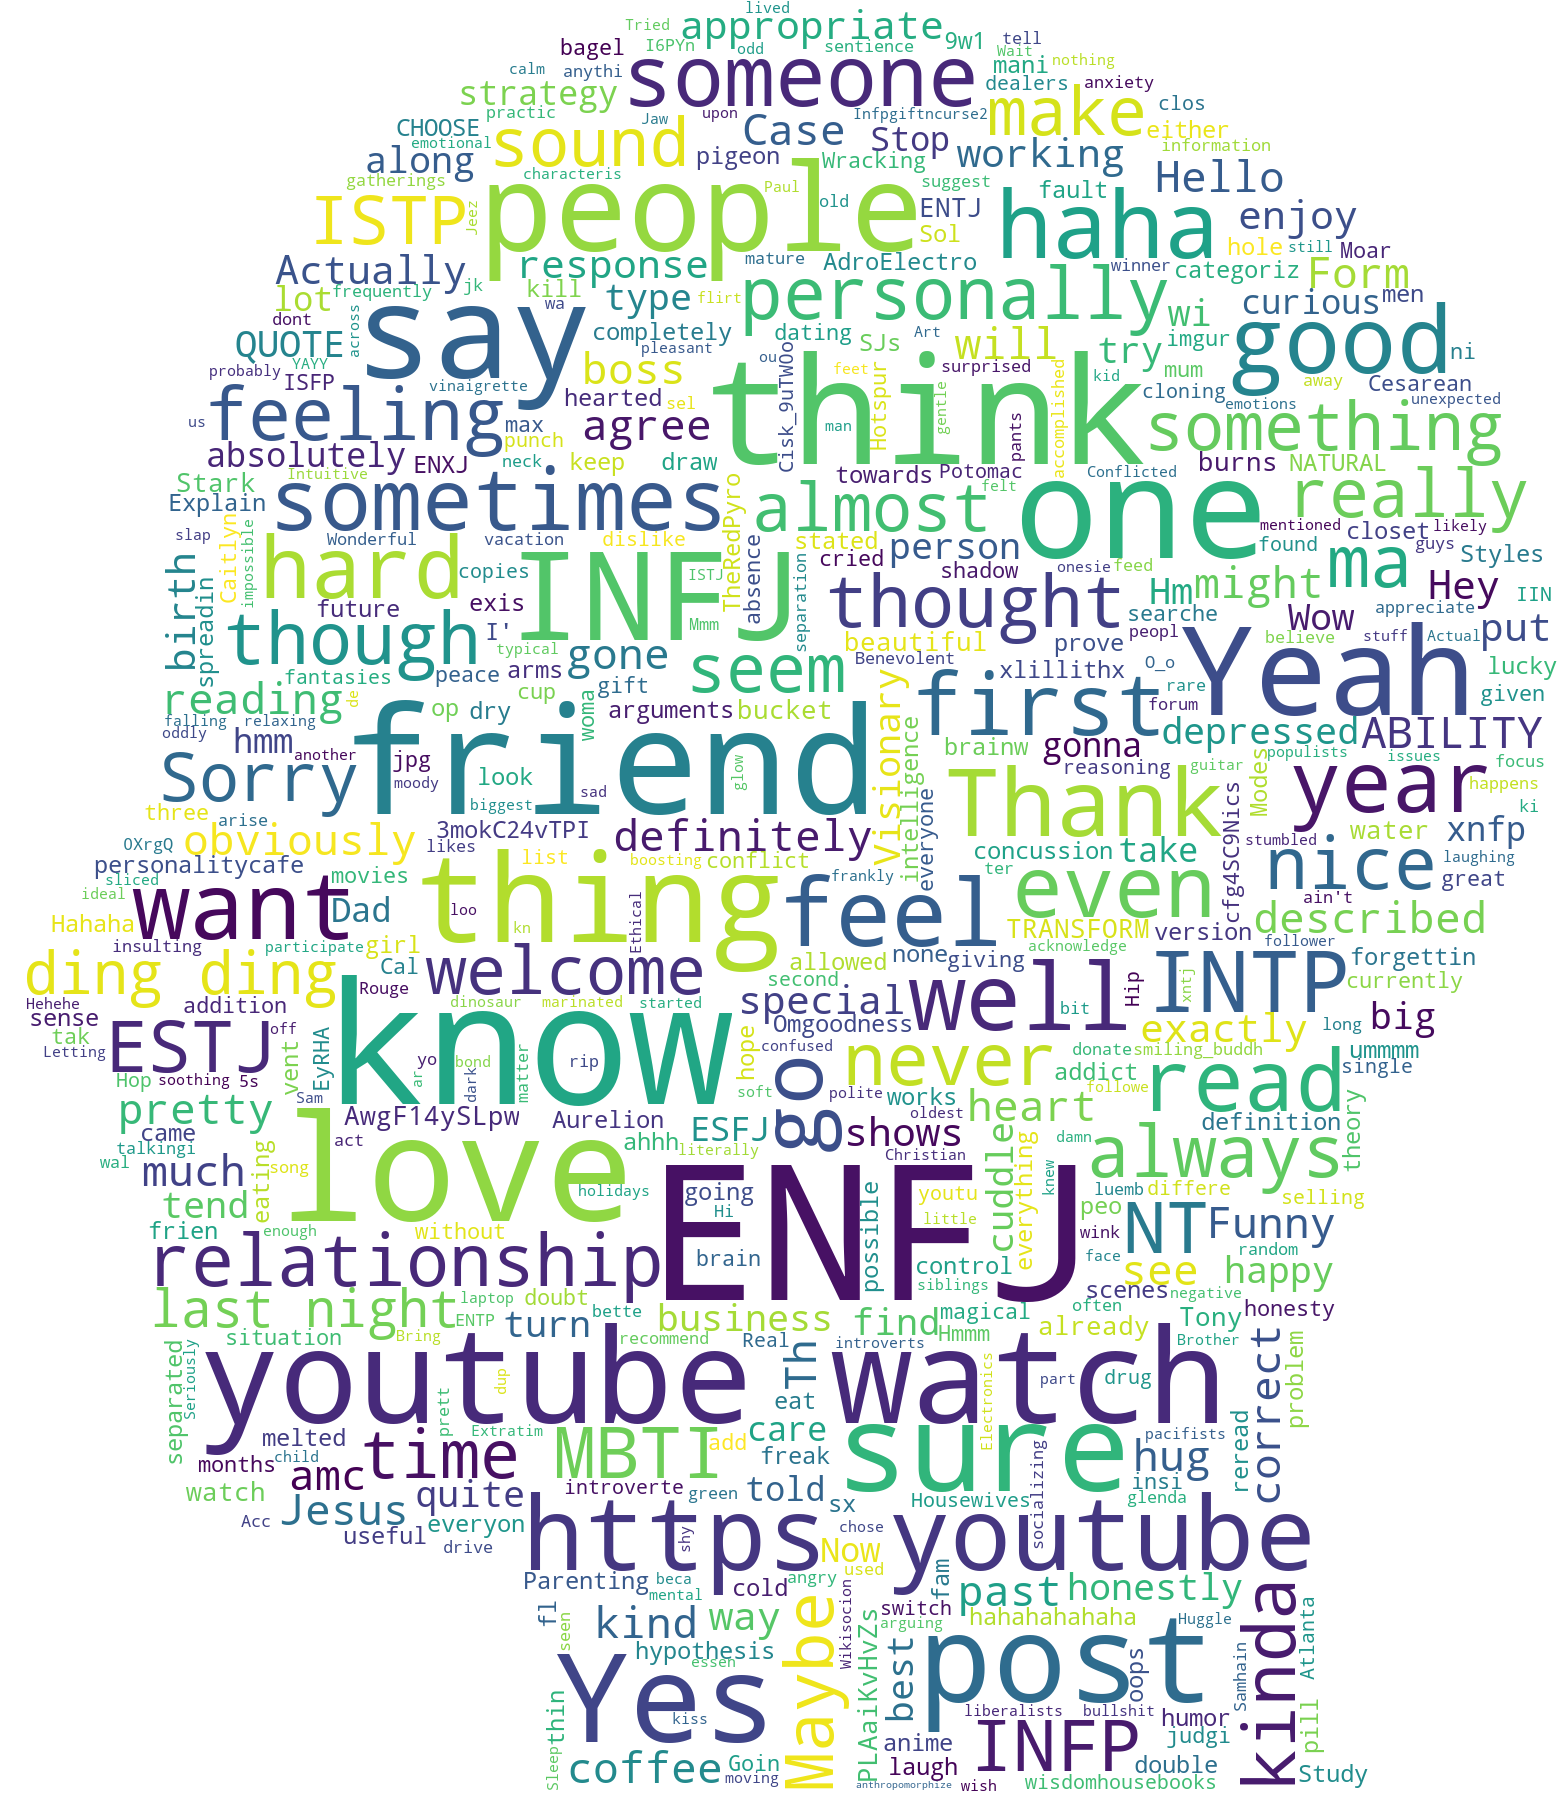 lived
Tried appropriate
bagel I6PYn odd sentience 9w1 tell
calm anythi someone Wait mani nothing
strategy dealers anxiety
practic upon Infpgiftncurse2 make clos
CHOOSE sound Jaw Case Stop either
emotional along pigeon Wracking working information
gatherings characteris people Paul suggest Hello
ISTP Jeez old ENTJ haha fault enjoy
Sol hole still Moar
Actually response mature AdroElectro winner categoriz Form
lot frequently jk kill type flirt personally wi curious men
dont across say wa completely dating SJs Art will imgur good
QUOTE YAYY pleasant boss think try ni
probably ISFP vinaigrette hearted sel ou feet surprised kid mum away Cesarean
us feeling max agree Cisk_9uTWOo man Hotspur gentle accomplished cloning emotions unexpected
absolutely ENXJ punch neck keep draw towards Potomac pants something
Stark Intuitive Conflicted burns NATURAL
Explain sometimes TheRedPyro almost felt one really
slap Wonderful vacation dislike stated person mentioned closet likely
birth Caitlyn impossible hard copies INFJ ISTJ absence cried shadow onesie feed found guys Styles
spreadin future exis separation thought Hm might ma Hey IIN
though I' typical Mmm searche Wow appreciate
arms gone beautiful prove peopl Yeah believe stuff Actual put
fantasies peace seem Benevolent xlillithx O_o lucky
reading de cup gift rare given
falling relaxing op dry woma arguments bucket Visionary first forum
oddly hmm friend depressed ABILITY
Sorry another jpg look glow intelligence brainw gonna populists issues focus
moody biggest sad Thank reasoning guitar Modes year happens
three arise everyone ki
OXrgQ obviously 3mokC24vTPI definitely cfg4SC9Nics water xnfp
personalitycafe likes list boosting conflict concussion take stumbled
sliced movies thing frankly ter nice laughing
ideal want Dad feel even ain't great
Hahaha loo kn Ethical TRANSFORM described
insulting participate girl allowed none giving acknowledge version follower
ding ding Cal welcome second well Hip INTP forgettin
Hehehe addition Rouge dinosaur marinated started special bit xntj currently
sense off know Omgoodness exactly long big
tak Letting vent EyRHA yo bond rip matter hope confused never donate smiling_buddh ummmm
Hop soothing 5s ar dark go addict read single
pretty Sam soft polite works followe
AwgF14ySLpw Aurelion oldest heart definition
came act love ahhh ESFJ shows damn theory
talkingi literally Christian always
wal much song holidays going youtu cuddle everything knew luemb differe selling
tend eating Hi ENFJ possible little peo
frien enough without wink NT Funny
relationship brain control face random
siblings see happy
last night laptop doubt bette business find magical often scenes negative honesty
situation Bring ENTP turn recommend Real introverts Hmmm already Tony Brother
separated Seriously youtube Th watch correct problem
dup eat Electronics part drug
melted prett Extratim MBTI add care sure pacifists
months child time freak hug reread
watch amc introverte green told sx Housewives socializing insi glenda
Acc Jesus quite
useful everyon https shy chose youtube
drive Now
Parenting beca cold angry used fam past honestly
mental switch
fl kind way Maybe Wikisocion PLAaiKvHvZs arguing hahahahahaha Huggle kinda Atlanta
seen hypothesis post
essen best oops Samhain
Yes kiss liberalists bullshit humor
thin anime INFP judgi pill
Sleep coffee Goin laugh double
moving anthropomorphize wish wisdomhousebooks Study
ESTJ